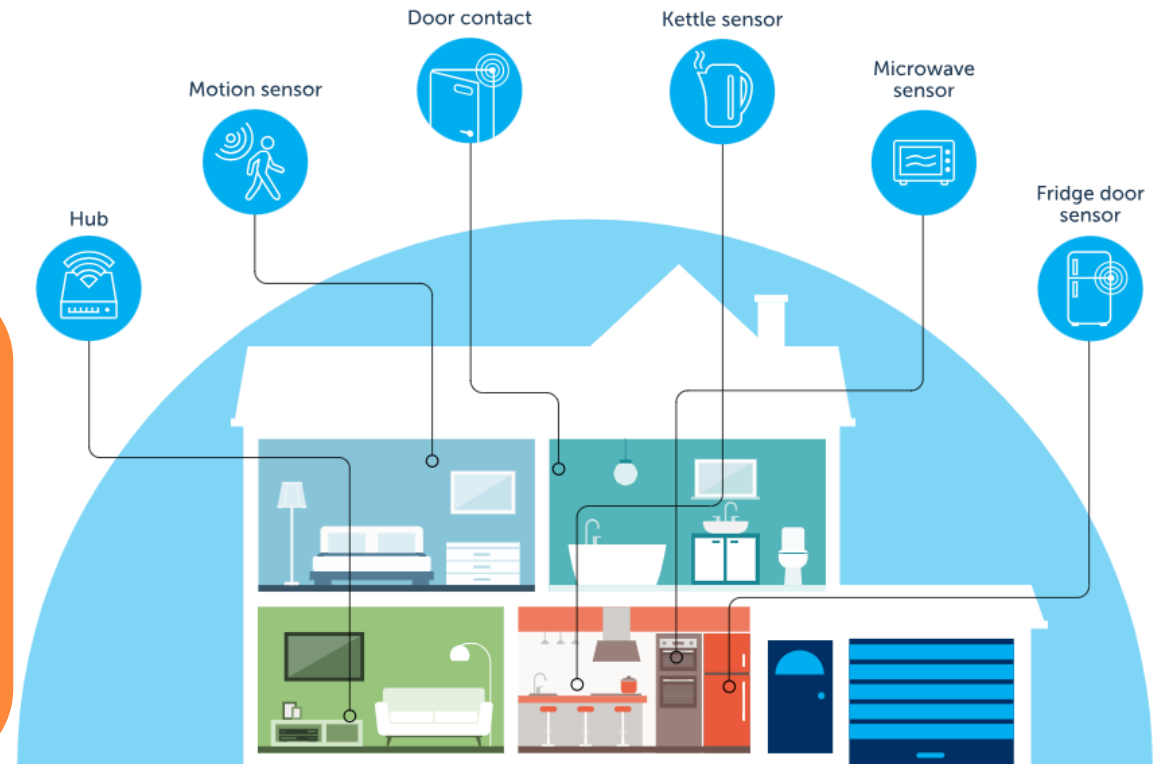 Door contact
Kettle sensor
Motion sensor
Microwave
sensor
Hub
Fridge door
sensor